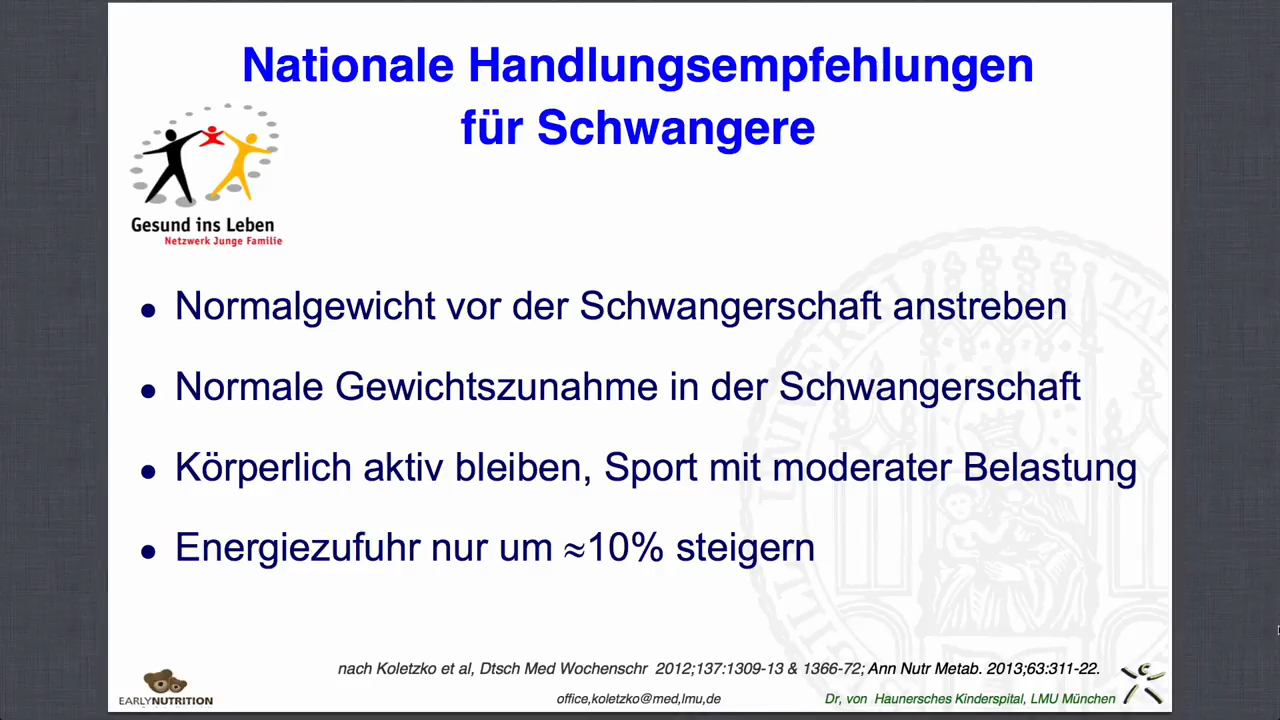 Nationale Handlungsempfehlungen
für Schwangere
Gesund ins Leben
Netzwerk Junge Familie
• Normalgewicht vor der Schwangerschaft anstreben
• Normale Gewichtszunahme in der Schwangerschaft
• Körperlich aktiv bleiben, Sport mit moderater Belastung
• Energiezufuhr nur um ≈10% steigern
nach Koletzko et al, Dtsch Med Wochenschr 2012;137:1309-13 & 1366-72; Ann Nutr Metab. 2013;63:311-22.
EARLYNUTRITION
office,koletzko@med,lmu,de
Dr, von Haunersches Kinderspital, LMU München